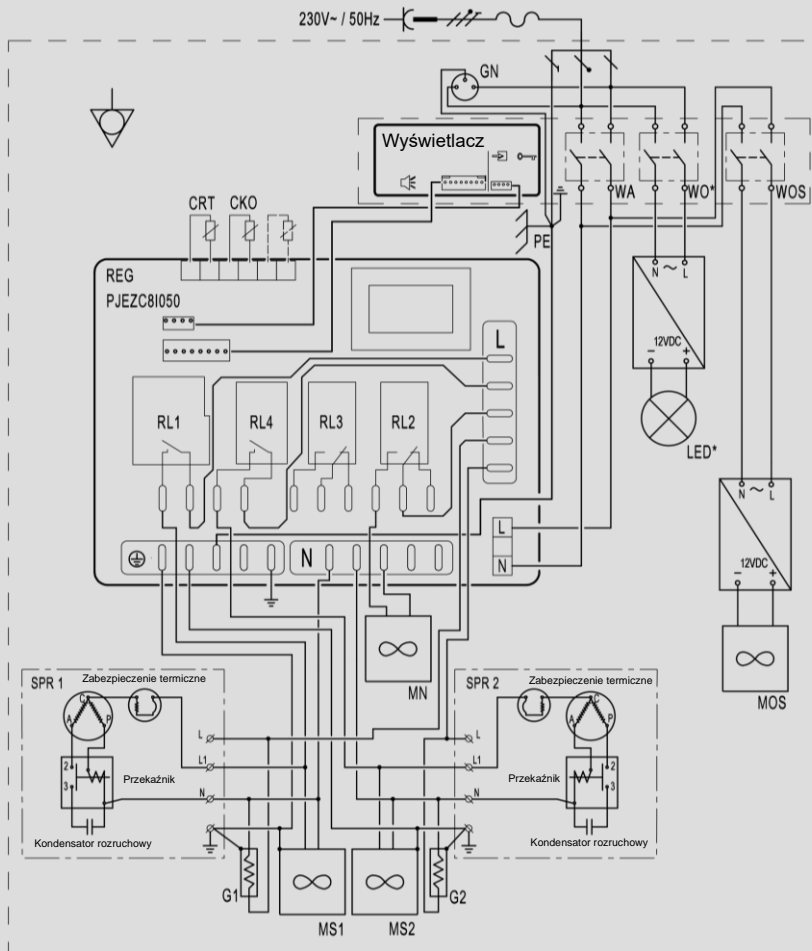 230V~ / 50Hz
GN
Wyświetlacz
CRT CKO
WA WO* WOS
PE
REG
PJEZC8I050
L
N ~ L
12VDC
- +
RL1 RL4 RL3 RL2
LED*
N ~ L
L
N
N
12VDC
- +
MN
MOS
SPR 1
Zabezpieczenie termiczne
C
A P
2
3
Przekaźnik
Kondensator rozruchowy
L
L1
N
SPR 2
Zabezpieczenie termiczne
C
A P
2
3
Przekaźnik
Kondensator rozruchowy
L
L1
N
G1 MS1 MS2 G2